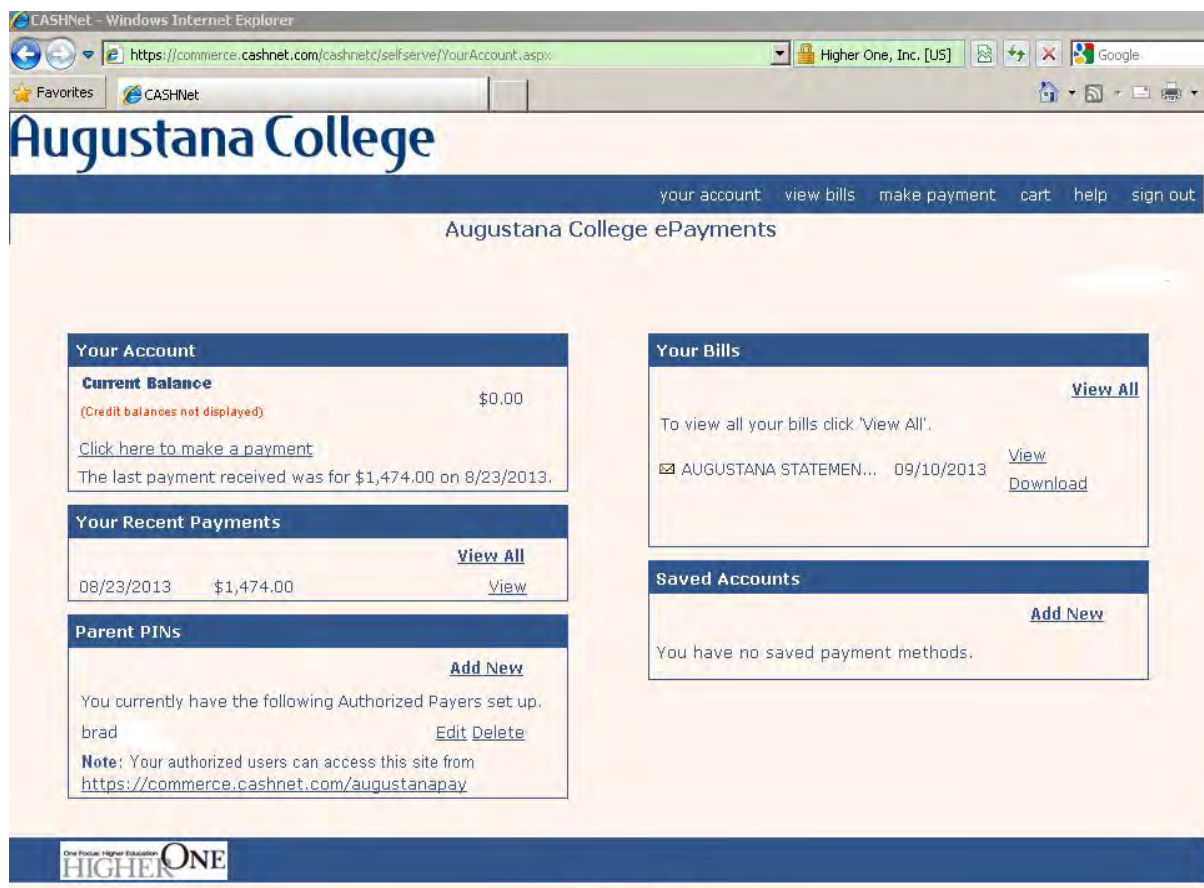 CASHNet - Windows Internet Explorer
https://commerce.cashnet.com/cashnetc/selfserve/YourAccount.aspx
Higher One, Inc. [US]
Google
Favorites
CASHNet
Augustana College
your account view bills make payment cart help sign out
Augustana College ePayments
Your Account
Current Balance
$0.00
(Credit balances not displayed)
Click here to make a payment
The last payment received was for $1,474.00 on 8/23/2013.
Your Recent Payments
View All
08/23/2013 $1,474.00 View
Parent PINs
Add New
You currently have the following Authorized Payers set up.
brad Edit Delete
Note: Your authorized users can access this site from
https://commerce.cashnet.com/augustanapay
Your Bills
View All
To view all your bills click 'View All'.
AUGUSTANA STATEMEN... 09/10/2013 View
Download
Saved Accounts
Add New
You have no saved payment methods.
One Focus: Higher Education
HIGHER ONE